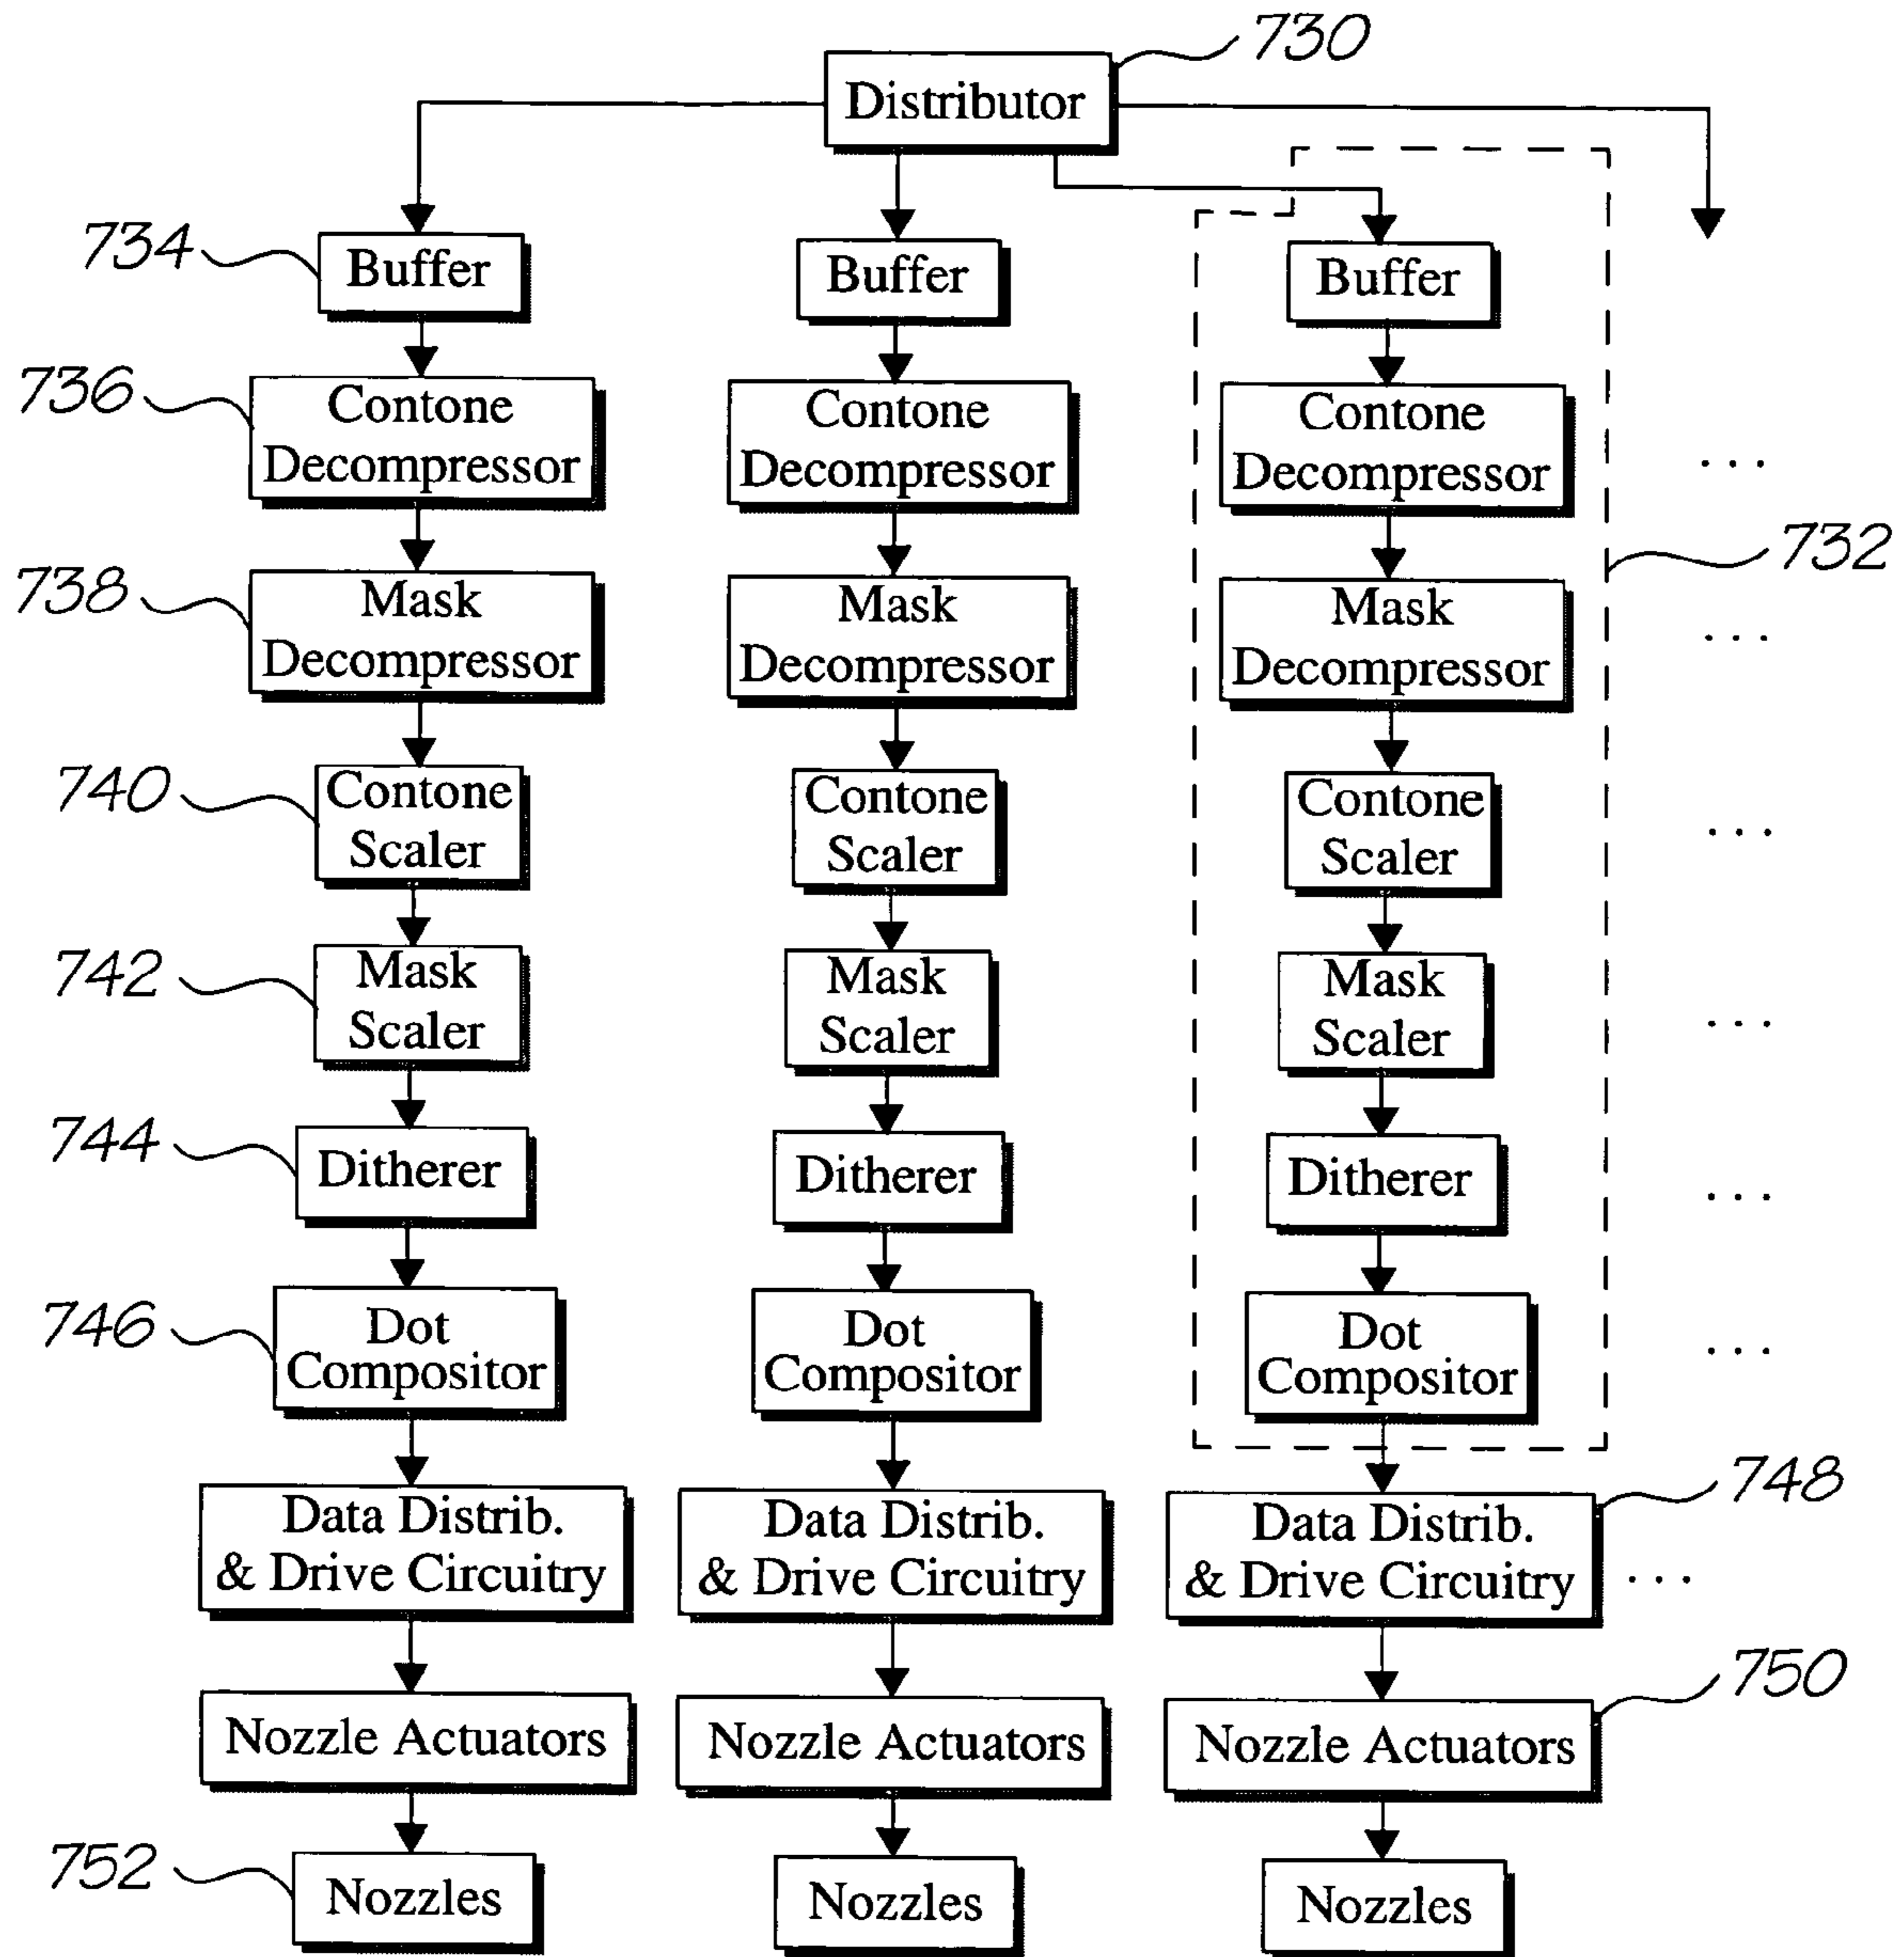 730
Distributor
734
Buffer
Buffer
Buffer
736
Contone
Decompressor
Contone
Decompressor
Contone
Decompressor
...
732
738
Mask
Decompressor
Mask
Decompressor
Mask
Decompressor
...
740
Contone
Scaler
Contone
Scaler
Contone
Scaler
...
742
Mask
Scaler
Mask
Scaler
Mask
Scaler
...
744
Ditherer
Ditherer
Ditherer
...
746
Dot
Compositor
Dot
Compositor
Dot
Compositor
...
748
Data Distrib.
& Drive Circuitry
Data Distrib.
& Drive Circuitry
Data Distrib.
& Drive Circuitry
...
750
Nozzle Actuators
Nozzle Actuators
Nozzle Actuators
752
Nozzles
Nozzles
Nozzles